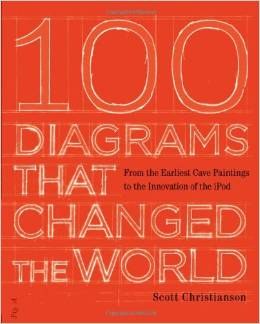 100
DIAGRAMS
THAT
From the Earliest Cave Paintings
to the Innovation of the iPod
CHANGED
THE WORLD
Scott Christianson
Fig. A